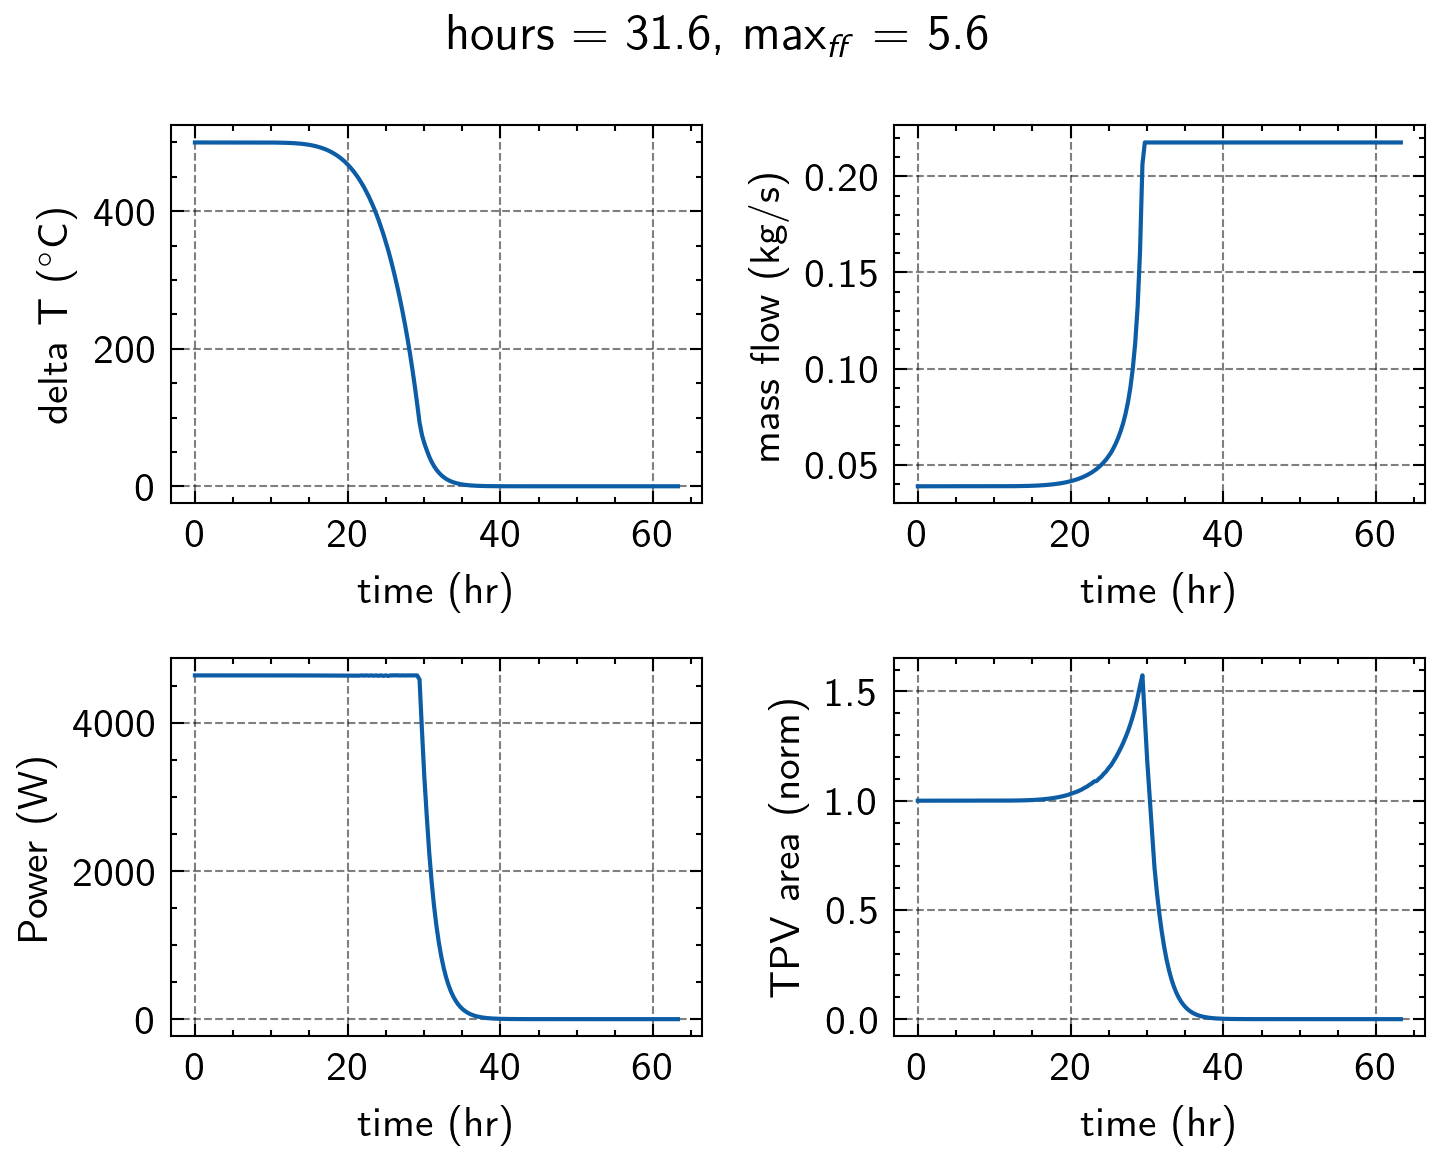 hours = 31.6, max_ff = 5.6
delta T (°C)
400
200
0
0 20 40 60
time (hr)
mass flow (kg/s)
0.20
0.15
0.10
0.05
0 20 40 60
time (hr)
Power (W)
4000
2000
0
0 20 40 60
time (hr)
TPV area (norm)
1.5
1.0
0.5
0.0
0 20 40 60
time (hr)